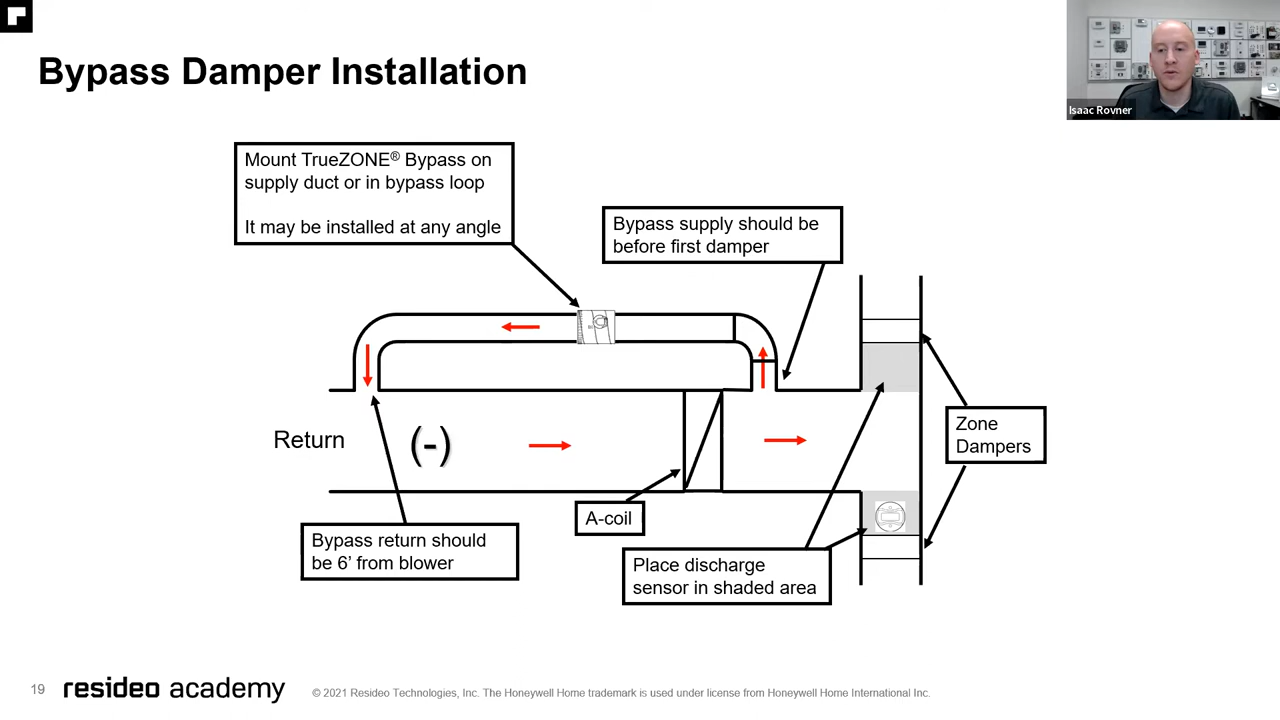 Bypass Damper Installation
Isaac Rovner
Mount TrueZONE® Bypass on
supply duct or in bypass loop
It may be installed at any angle
Bypass supply should be
before first damper
Return
(-)
Zone
Dampers
A-coil
Bypass return should
be 6’ from blower
Place discharge
sensor in shaded area
19
resideo academy
© 2021 Resideo Technologies, Inc. The Honeywell Home trademark is used under license from Honeywell Home International Inc.